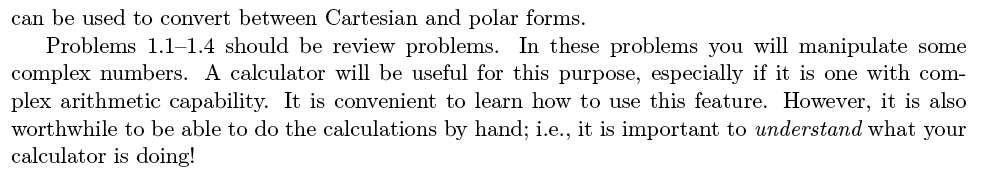 can be used to convert between Cartesian and polar forms.
Problems 1.1–1.4 should be review problems. In these problems you will manipulate some
complex numbers. A calculator will be useful for this purpose, especially if it is one with com-
plex arithmetic capability. It is convenient to learn how to use this feature. However, it is also
worthwhile to be able to do the calculations by hand; i.e., it is important to understand what your
calculator is doing!